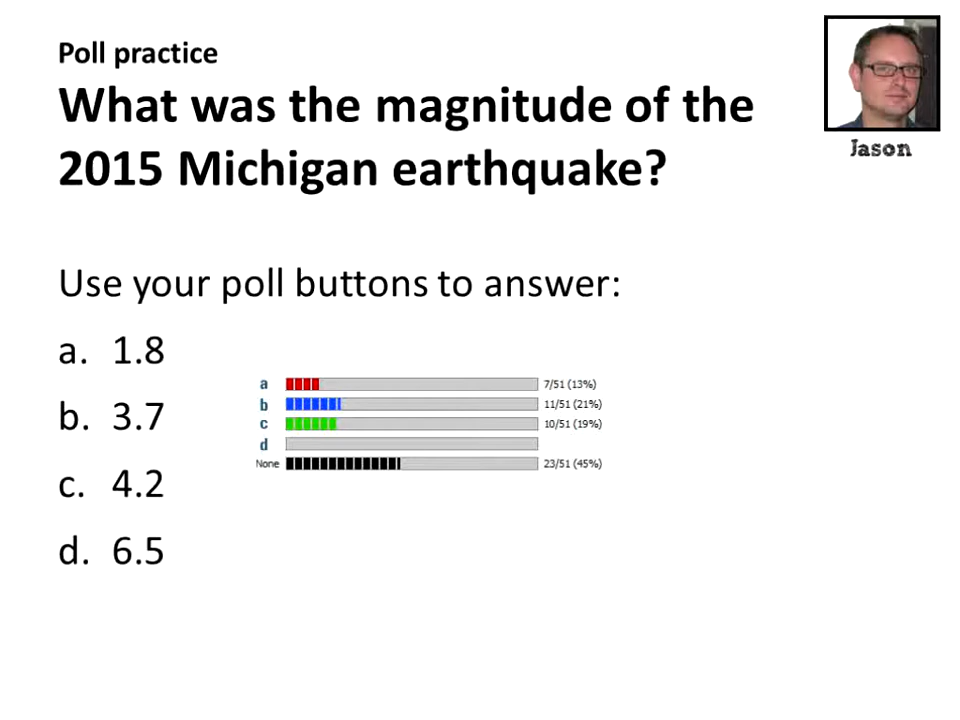 Poll practice
What was the magnitude of the
2015 Michigan earthquake?
Jason
Use your poll buttons to answer:
a. 1.8
b. 3.7
c. 4.2
d. 6.5
a 7/51 (13%)
b 11/51 (21%)
c 10/51 (19%)
d
None 23/51 (45%)